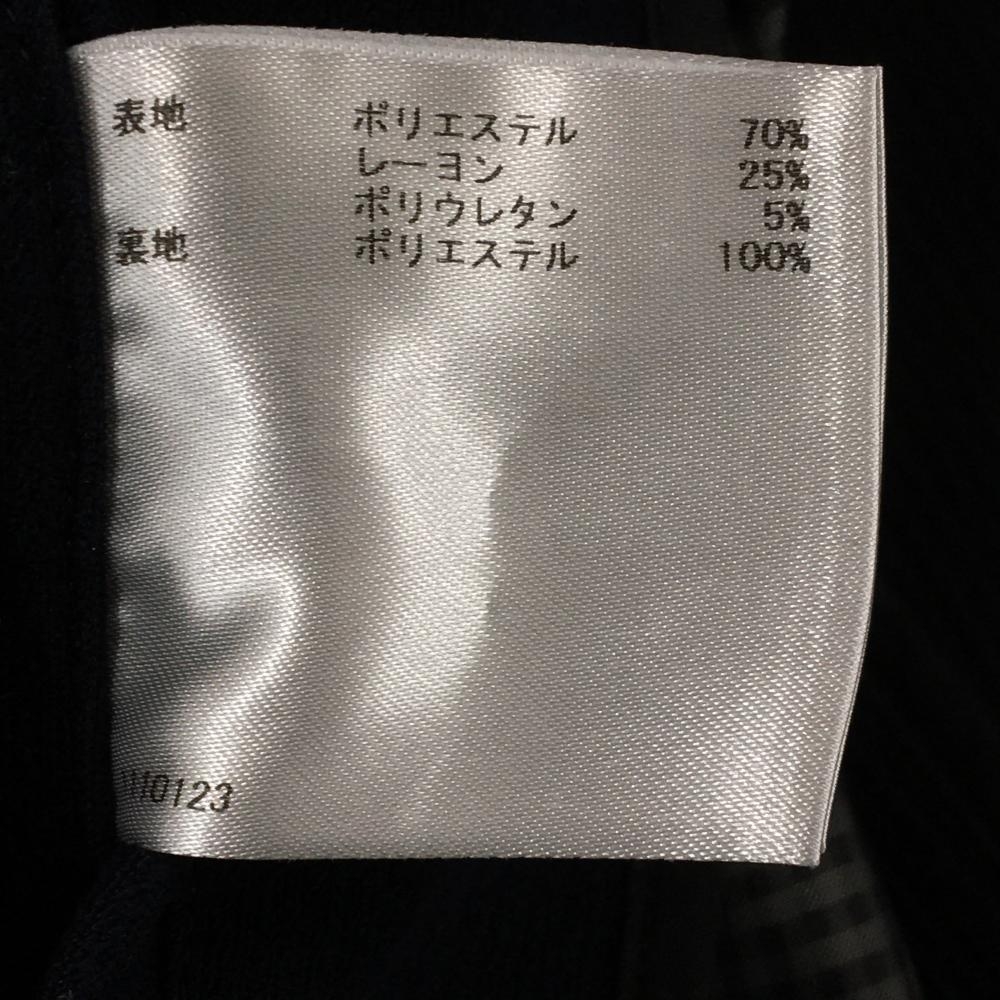 表地 ポリエステル 70%
レーヨン 25%
ポリウレタン 5%
裏地 ポリエステル 100%
110123